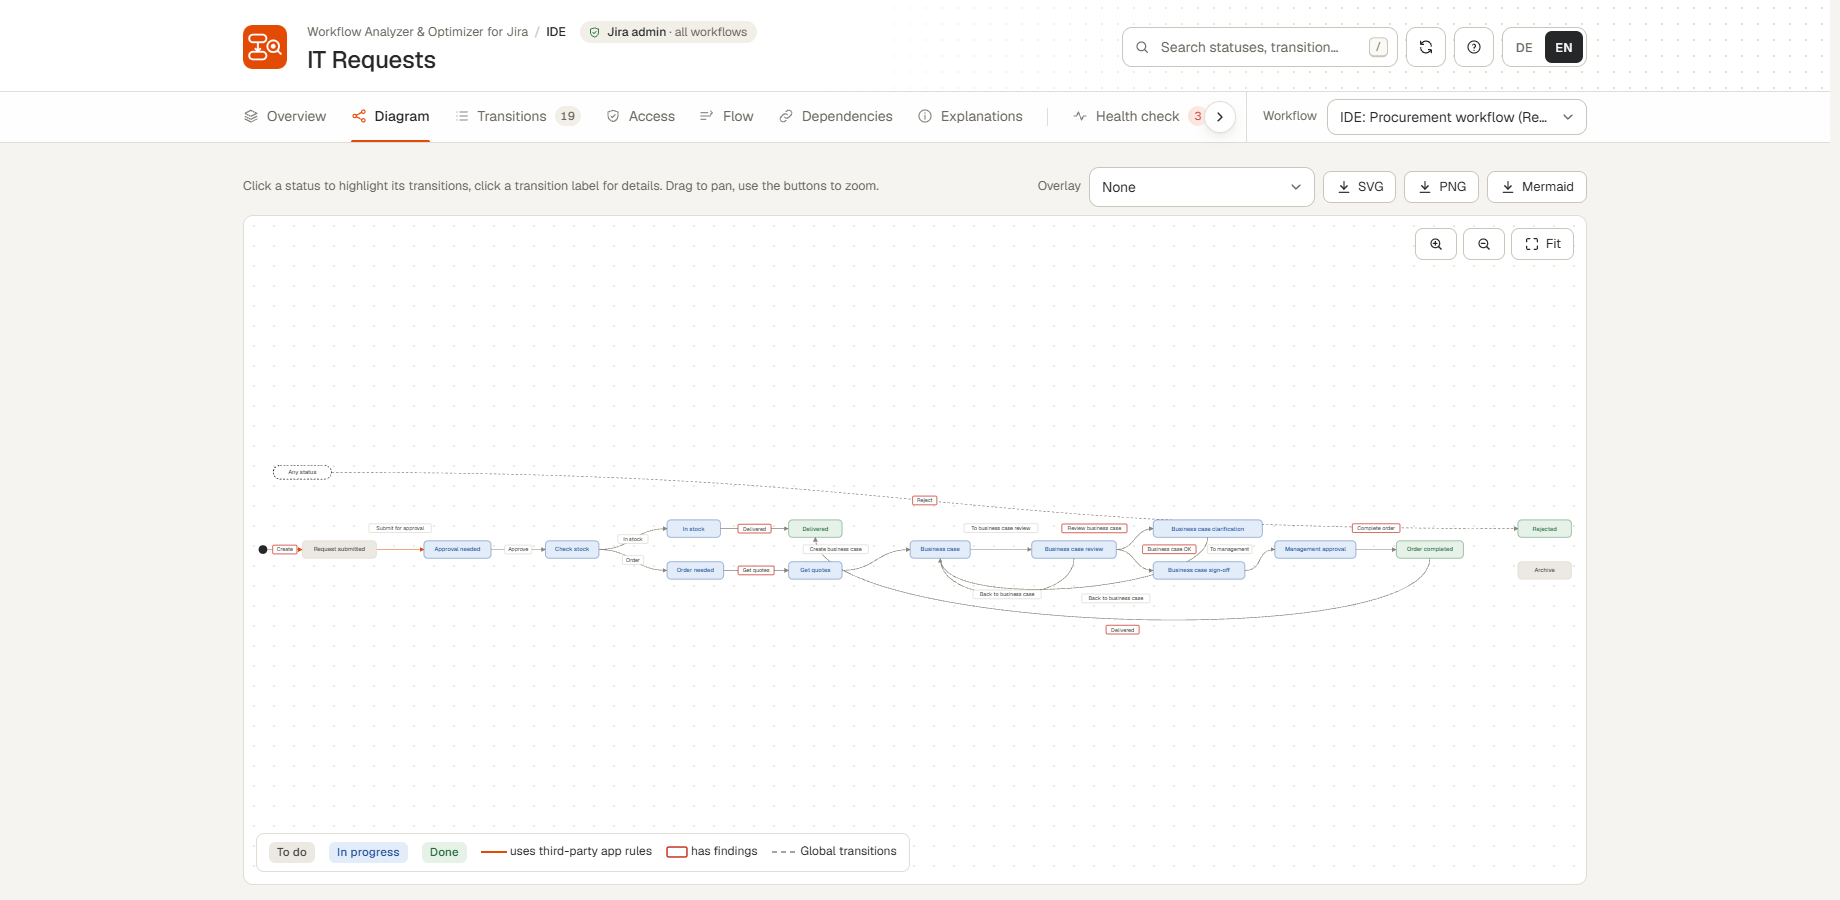 Workflow Analyzer & Optimizer for Jira / IDE
Jira admin · all workflows
IT Requests
Search statuses, transition...
/
DE
EN
Overview
Diagram
Transitions 19
Access
Flow
Dependencies
Explanations
Health check 3
Workflow
IDE: Procurement workflow (Re...
Click a status to highlight its transitions, click a transition label for details. Drag to pan, use the buttons to zoom.
Overlay
None
SVG
PNG
Mermaid
Fit
Any status
Reject
Submit for approval
In stock
Delivered
Delivered
To business case review
Review business case
Business case clarification
Complete order
Rejected
In stock
Create
Request submitted
Approval needed
Approve
Check stock
Create business case
Business case
Business case review
Business case OK
To management
Management approval
Order completed
Order
Order needed
Get quotes
Get quotes
Business case sign-off
Archive
Back to business case
Back to business case
Delivered
To do
In progress
Done
uses third-party app rules
has findings
Global transitions